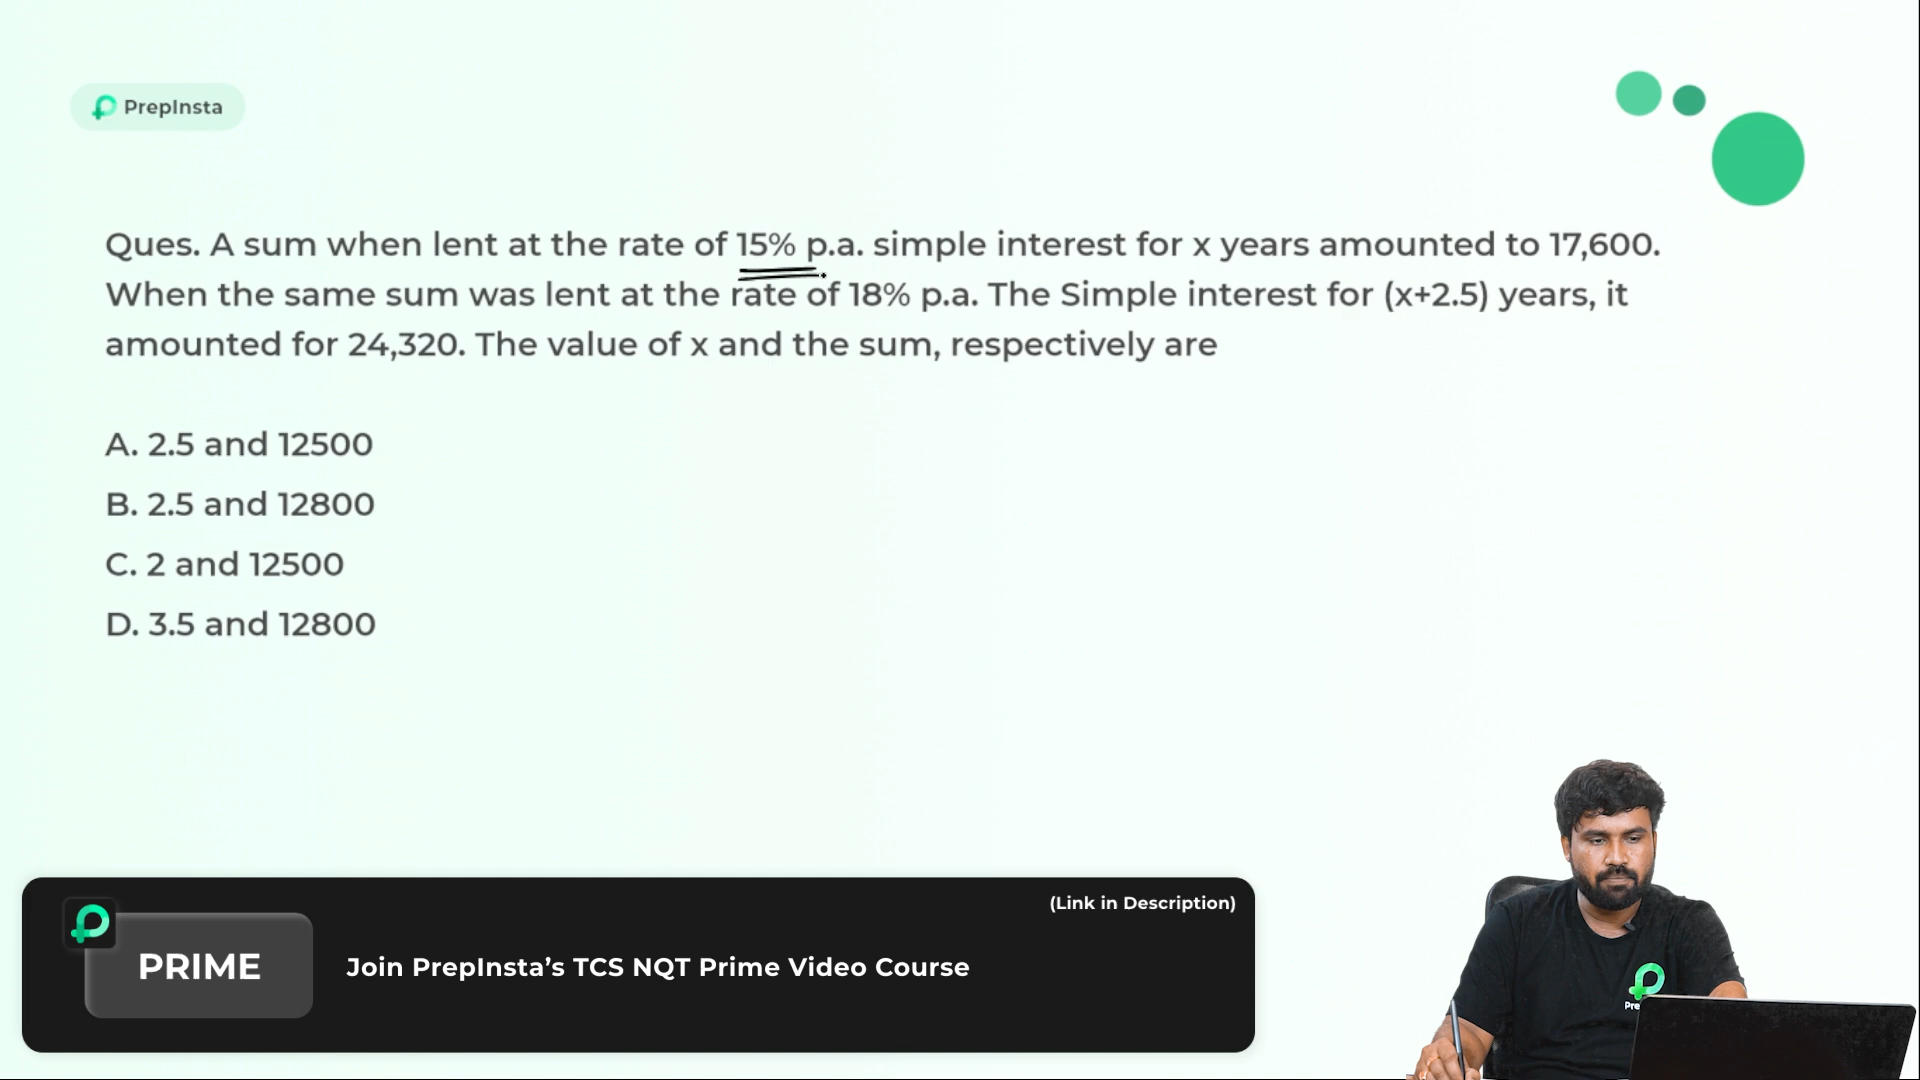 PrepInsta
Ques. A sum when lent at the rate of 15% p.a. simple interest for x years amounted to 17,600.
When the same sum was lent at the rate of 18% p.a. The Simple interest for (x+2.5) years, it
amounted for 24,320. The value of x and the sum, respectively are
A. 2.5 and 12500
B. 2.5 and 12800
C. 2 and 12500
D. 3.5 and 12800
(Link in Description)
PRIME
Join PrepInsta’s TCS NQT Prime Video Course
Pre